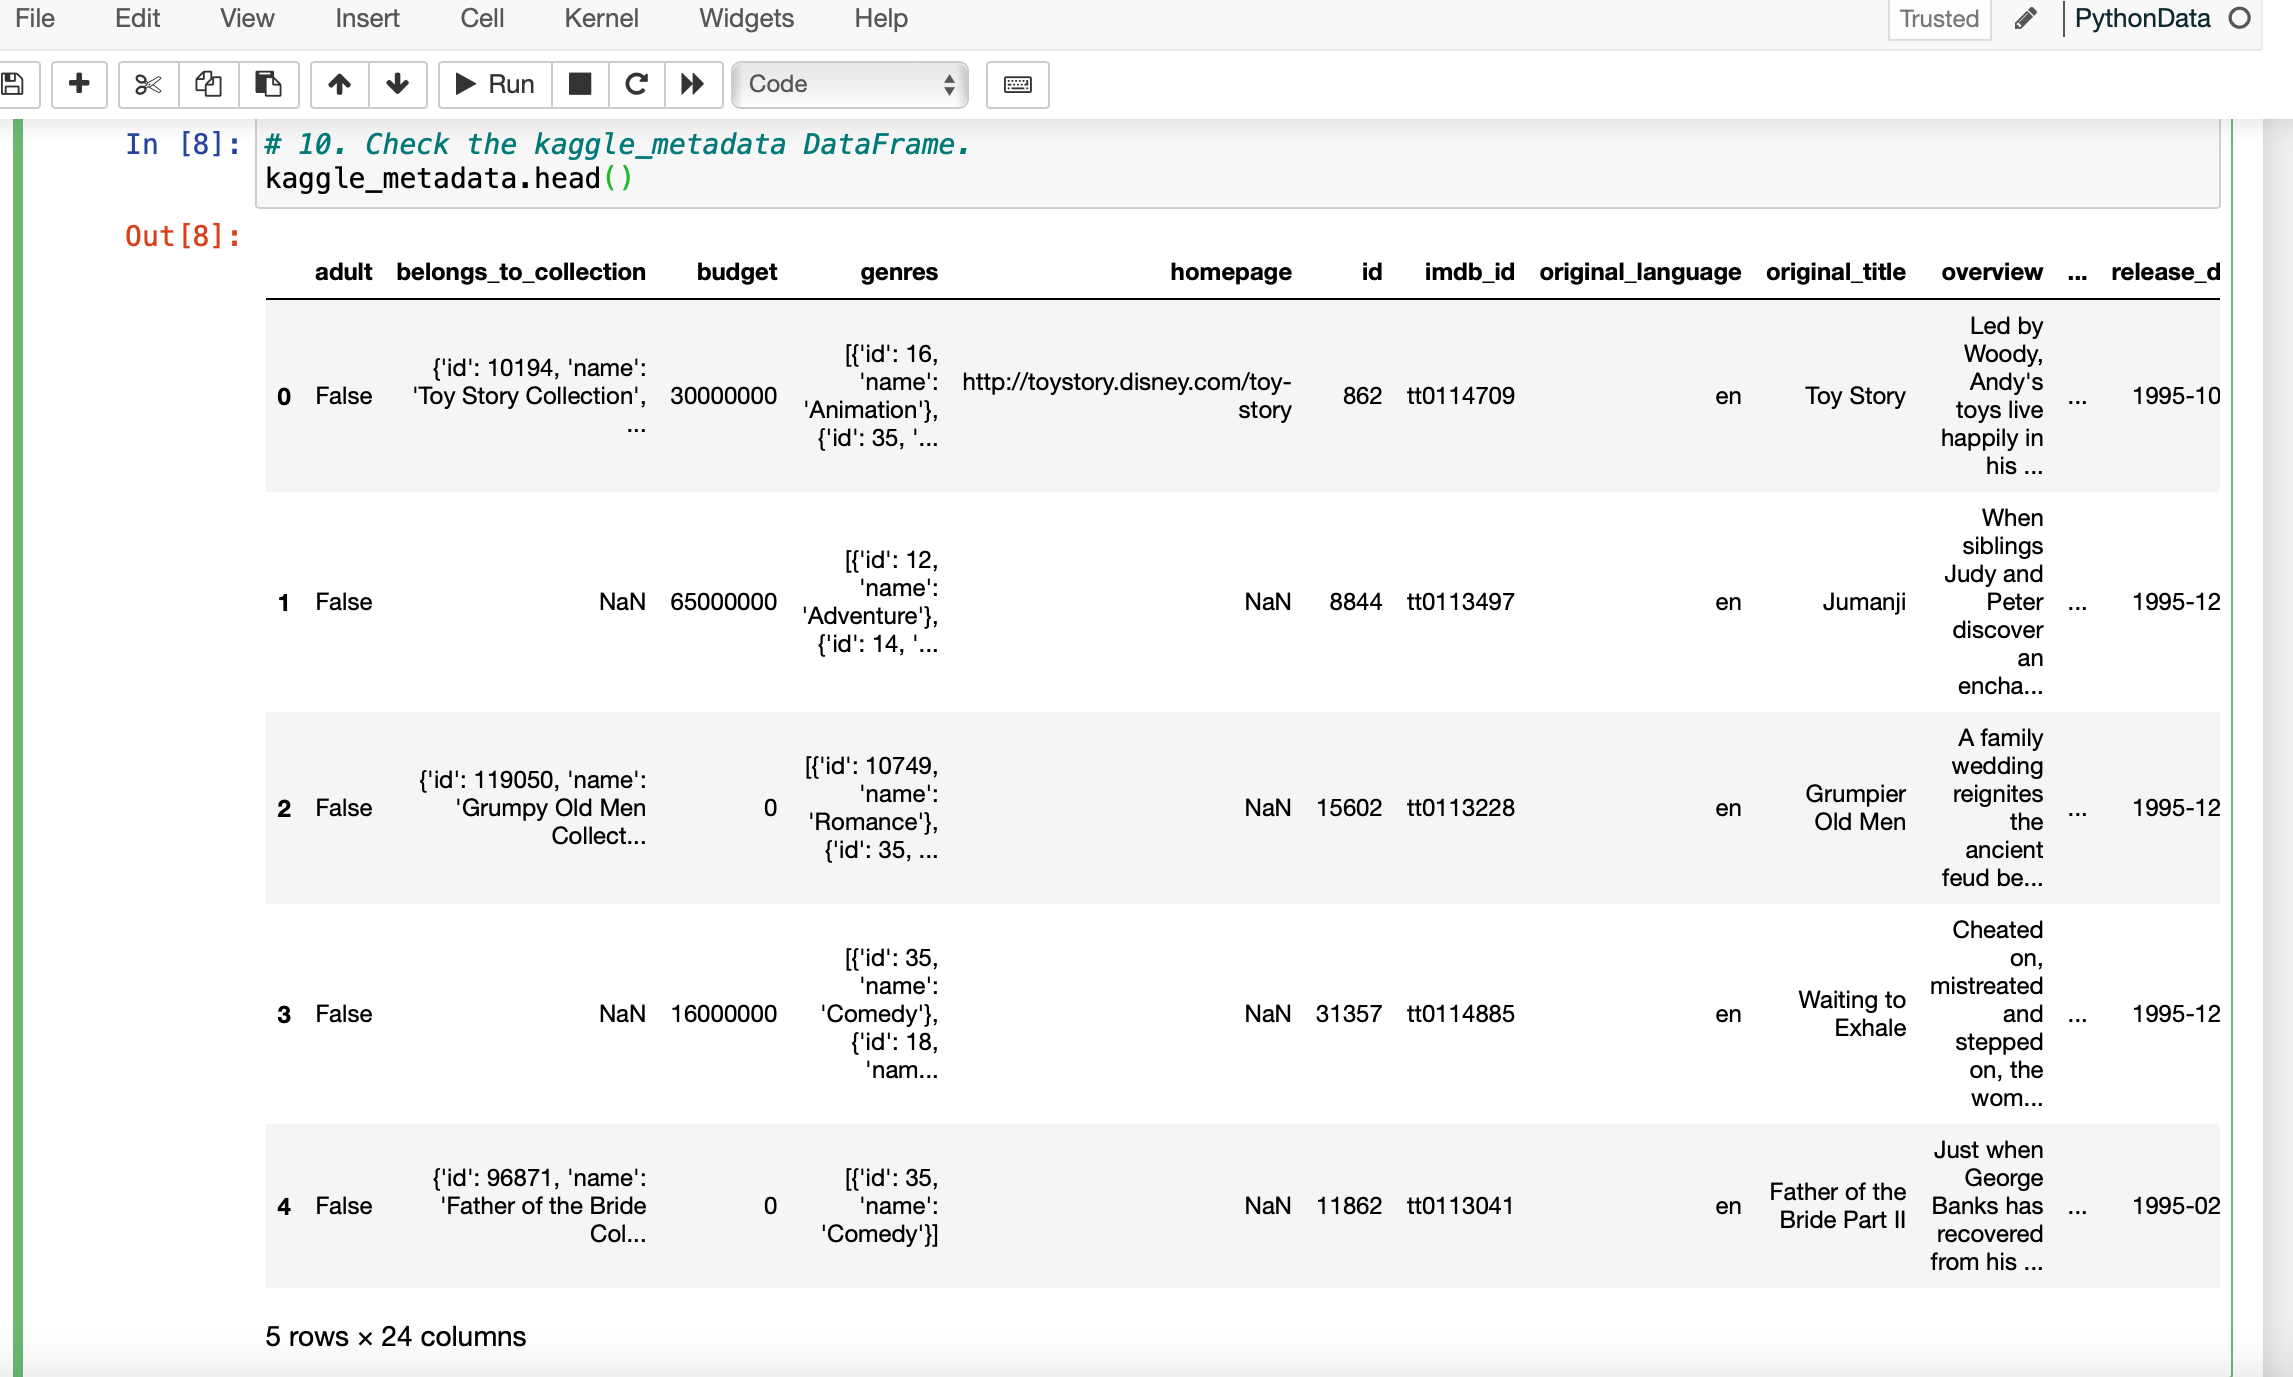 File Edit View Insert Cell Kernel Widgets Help Trusted PythonData
Run Code
In [8]: # 10. Check the kaggle_metadata DataFrame.
kaggle_metadata.head()
Out[8]:
adult belongs_to_collection budget genres homepage id imdb_id original_language original_title overview ... release_d
0 False {'id': 10194, 'name': 'Toy Story Collection', ... 30000000 [{'id': 16, 'name': 'Animation'}, {'id': 35, '... http://toystory.disney.com/toy-story 862 tt0114709 en Toy Story Led by Woody, Andy's toys live happily in his ... ... 1995-10
1 False NaN 65000000 [{'id': 12, 'name': 'Adventure'}, {'id': 14, '... NaN 8844 tt0113497 en Jumanji When siblings Judy and Peter discover an encha... ... 1995-12
2 False {'id': 119050, 'name': 'Grumpy Old Men Collect... 0 [{'id': 10749, 'name': 'Romance'}, {'id': 35, ... NaN 15602 tt0113228 en Grumpier Old Men A family wedding reignites the ancient feud be... ... 1995-12
3 False NaN 16000000 [{'id': 35, 'name': 'Comedy'}, {'id': 18, 'nam... NaN 31357 tt0114885 en Waiting to Exhale Cheated on, mistreated and stepped on, the wom... ... 1995-12
4 False {'id': 96871, 'name': 'Father of the Bride Col... 0 [{'id': 35, 'name': 'Comedy'}] NaN 11862 tt0113041 en Father of the Bride Part II Just when George Banks has recovered from his ... ... 1995-02
5 rows × 24 columns